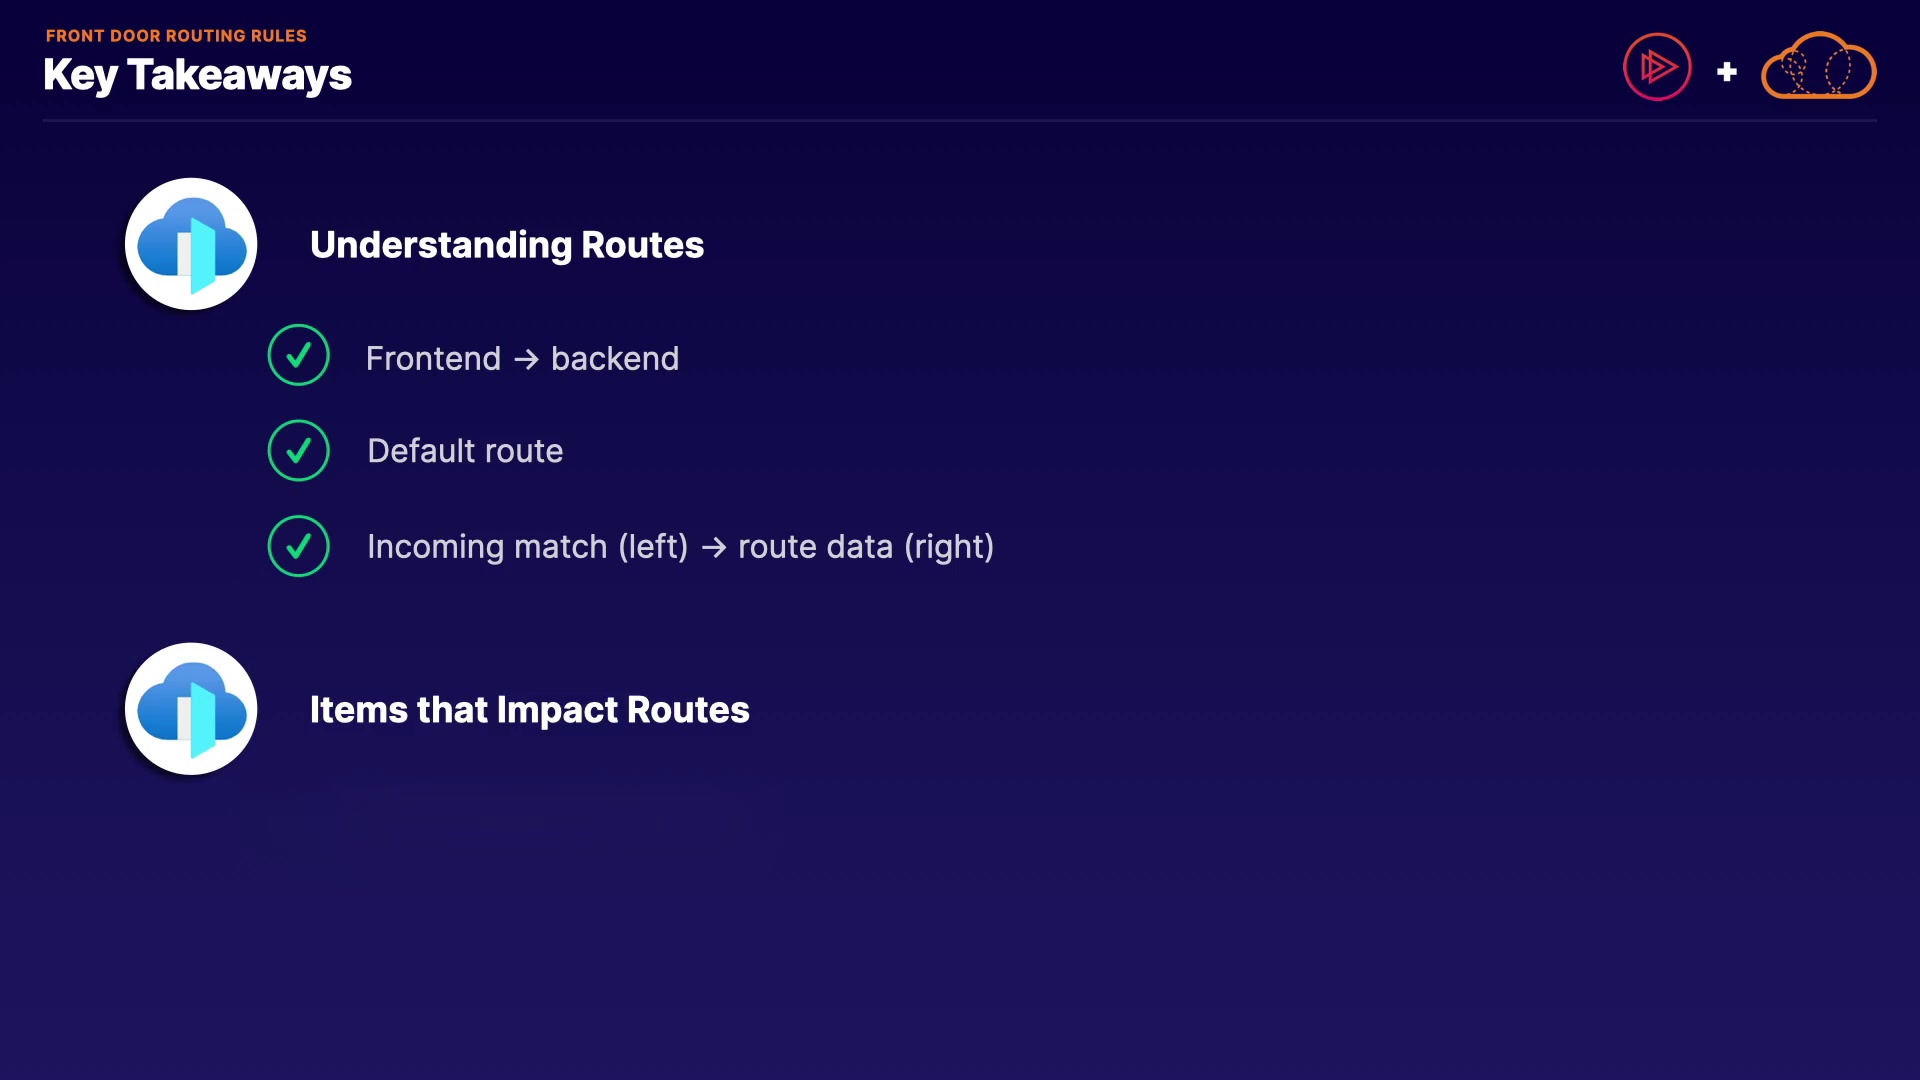 FRONT DOOR ROUTING RULES
Key Takeaways
+
Understanding Routes
Frontend → backend
Default route
Incoming match (left) → route data (right)
Items that Impact Routes